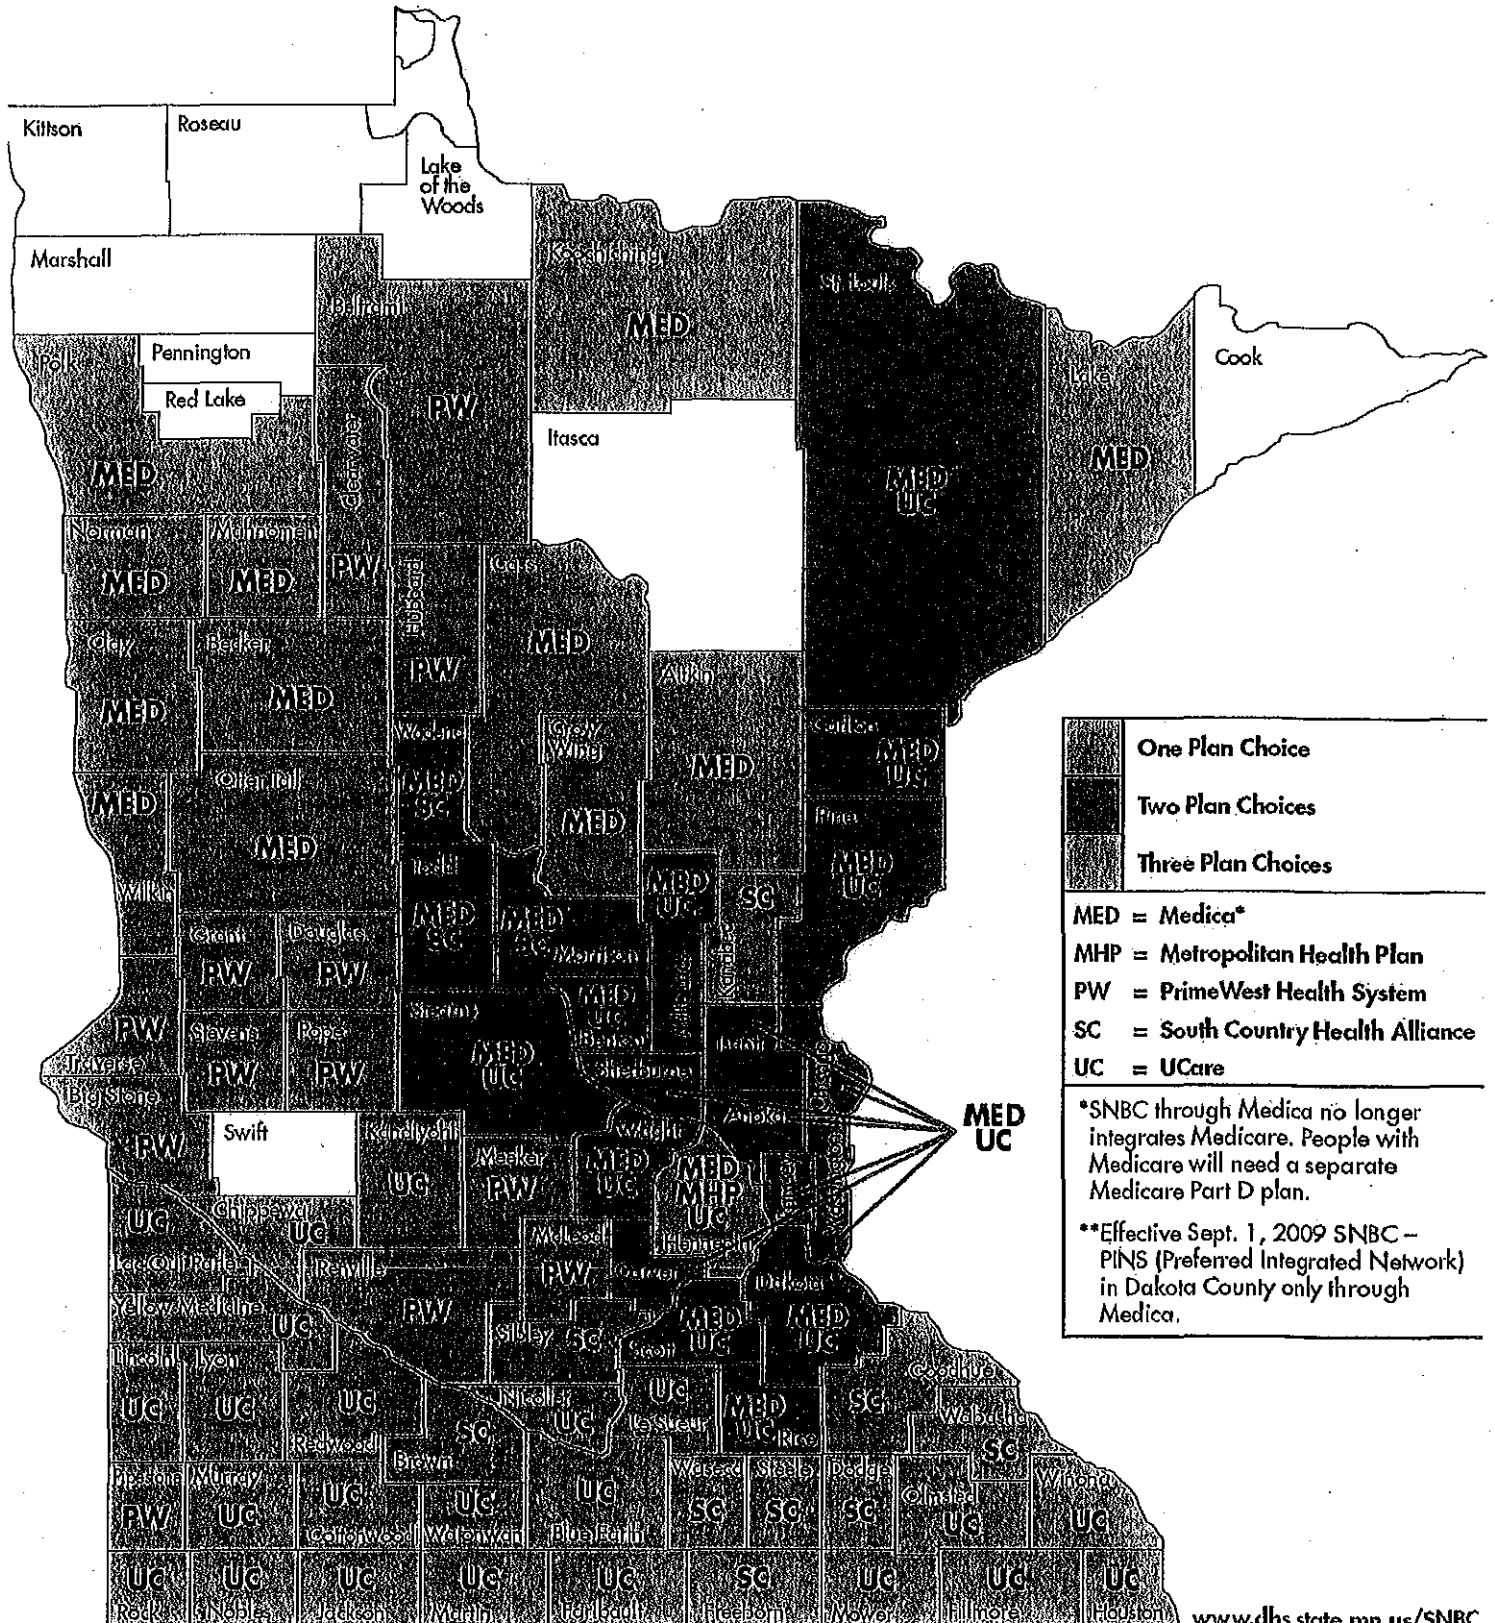 Kittson
Roseau
Lake
of the
Woods
Marshall
Beltrami
Koochiching
MED
St. Louis
Polk
Pennington
Red Lake
PW
Lake
Cook
Clearwater
Itasca
MED
MED
MED
UC
Norman
Mahnomen
MED
MED
PW
Hubbard
Cass
Clay
Becker
MED
PW
MED
MED
Aitkin
MED
Wadena
MED
SC
Crow
Wing
MED
Carlton
MED
UC
Otter Tail
MED
MED
Pine
MED
UC
Todd
MED
SC
MED
SC
MED
UC
SC
Kanabec
Wilkin
Grant
PW
Douglas
PW
Morrison
MED
UC
Benton
PW
Traverse
Stevens
PW
Pope
PW
Stearns
MED
UC
Sherburne
Isanti
Big Stone
PW
Swift
Kandiyohi
UC
Meeker
PW
Wright
MED
UC
Anoka
MED
MHP
UC
Hennepin
Washington
MED
UC
UC
Chippewa
UC
Lac Qui Parle
Renville
PW
McLeod
PW
Carver
Dakota**
MED
UC
Yellow Medicine
UC
Sibley
SC
MED
UC
Scott
Lincoln
UC
Lyon
UC
UC
Redwood
SC
Brown
Nicollet
UC
UC
Le Sueur
MED
UC
Rice
SC
Goodhue
Wabasha
SC
Pipestone
PW
Murray
UC
UC
Cottonwood
UC
Watonwan
UC
Blue Earth
Waseca
SC
Steele
SC
Dodge
SC
Olmsted
UC
Winona
UC
UC
Rock
UC
Nobles
UC
Jackson
UC
Martin
UC
Faribault
SC
Freeborn
UC
Mower
UC
Fillmore
UC
Houston
One Plan Choice
Two Plan Choices
Three Plan Choices
MED = Medica*
MHP = Metropolitan Health Plan
PW = PrimeWest Health System
SC = South Country Health Alliance
UC = UCare
*SNBC through Medica no longer
integrates Medicare. People with
Medicare will need a separate
Medicare Part D plan.
**Effective Sept. 1, 2009 SNBC –
PINS (Preferred Integrated Network)
in Dakota County only through
Medica.
www.dhs.state.mn.us/SNBC